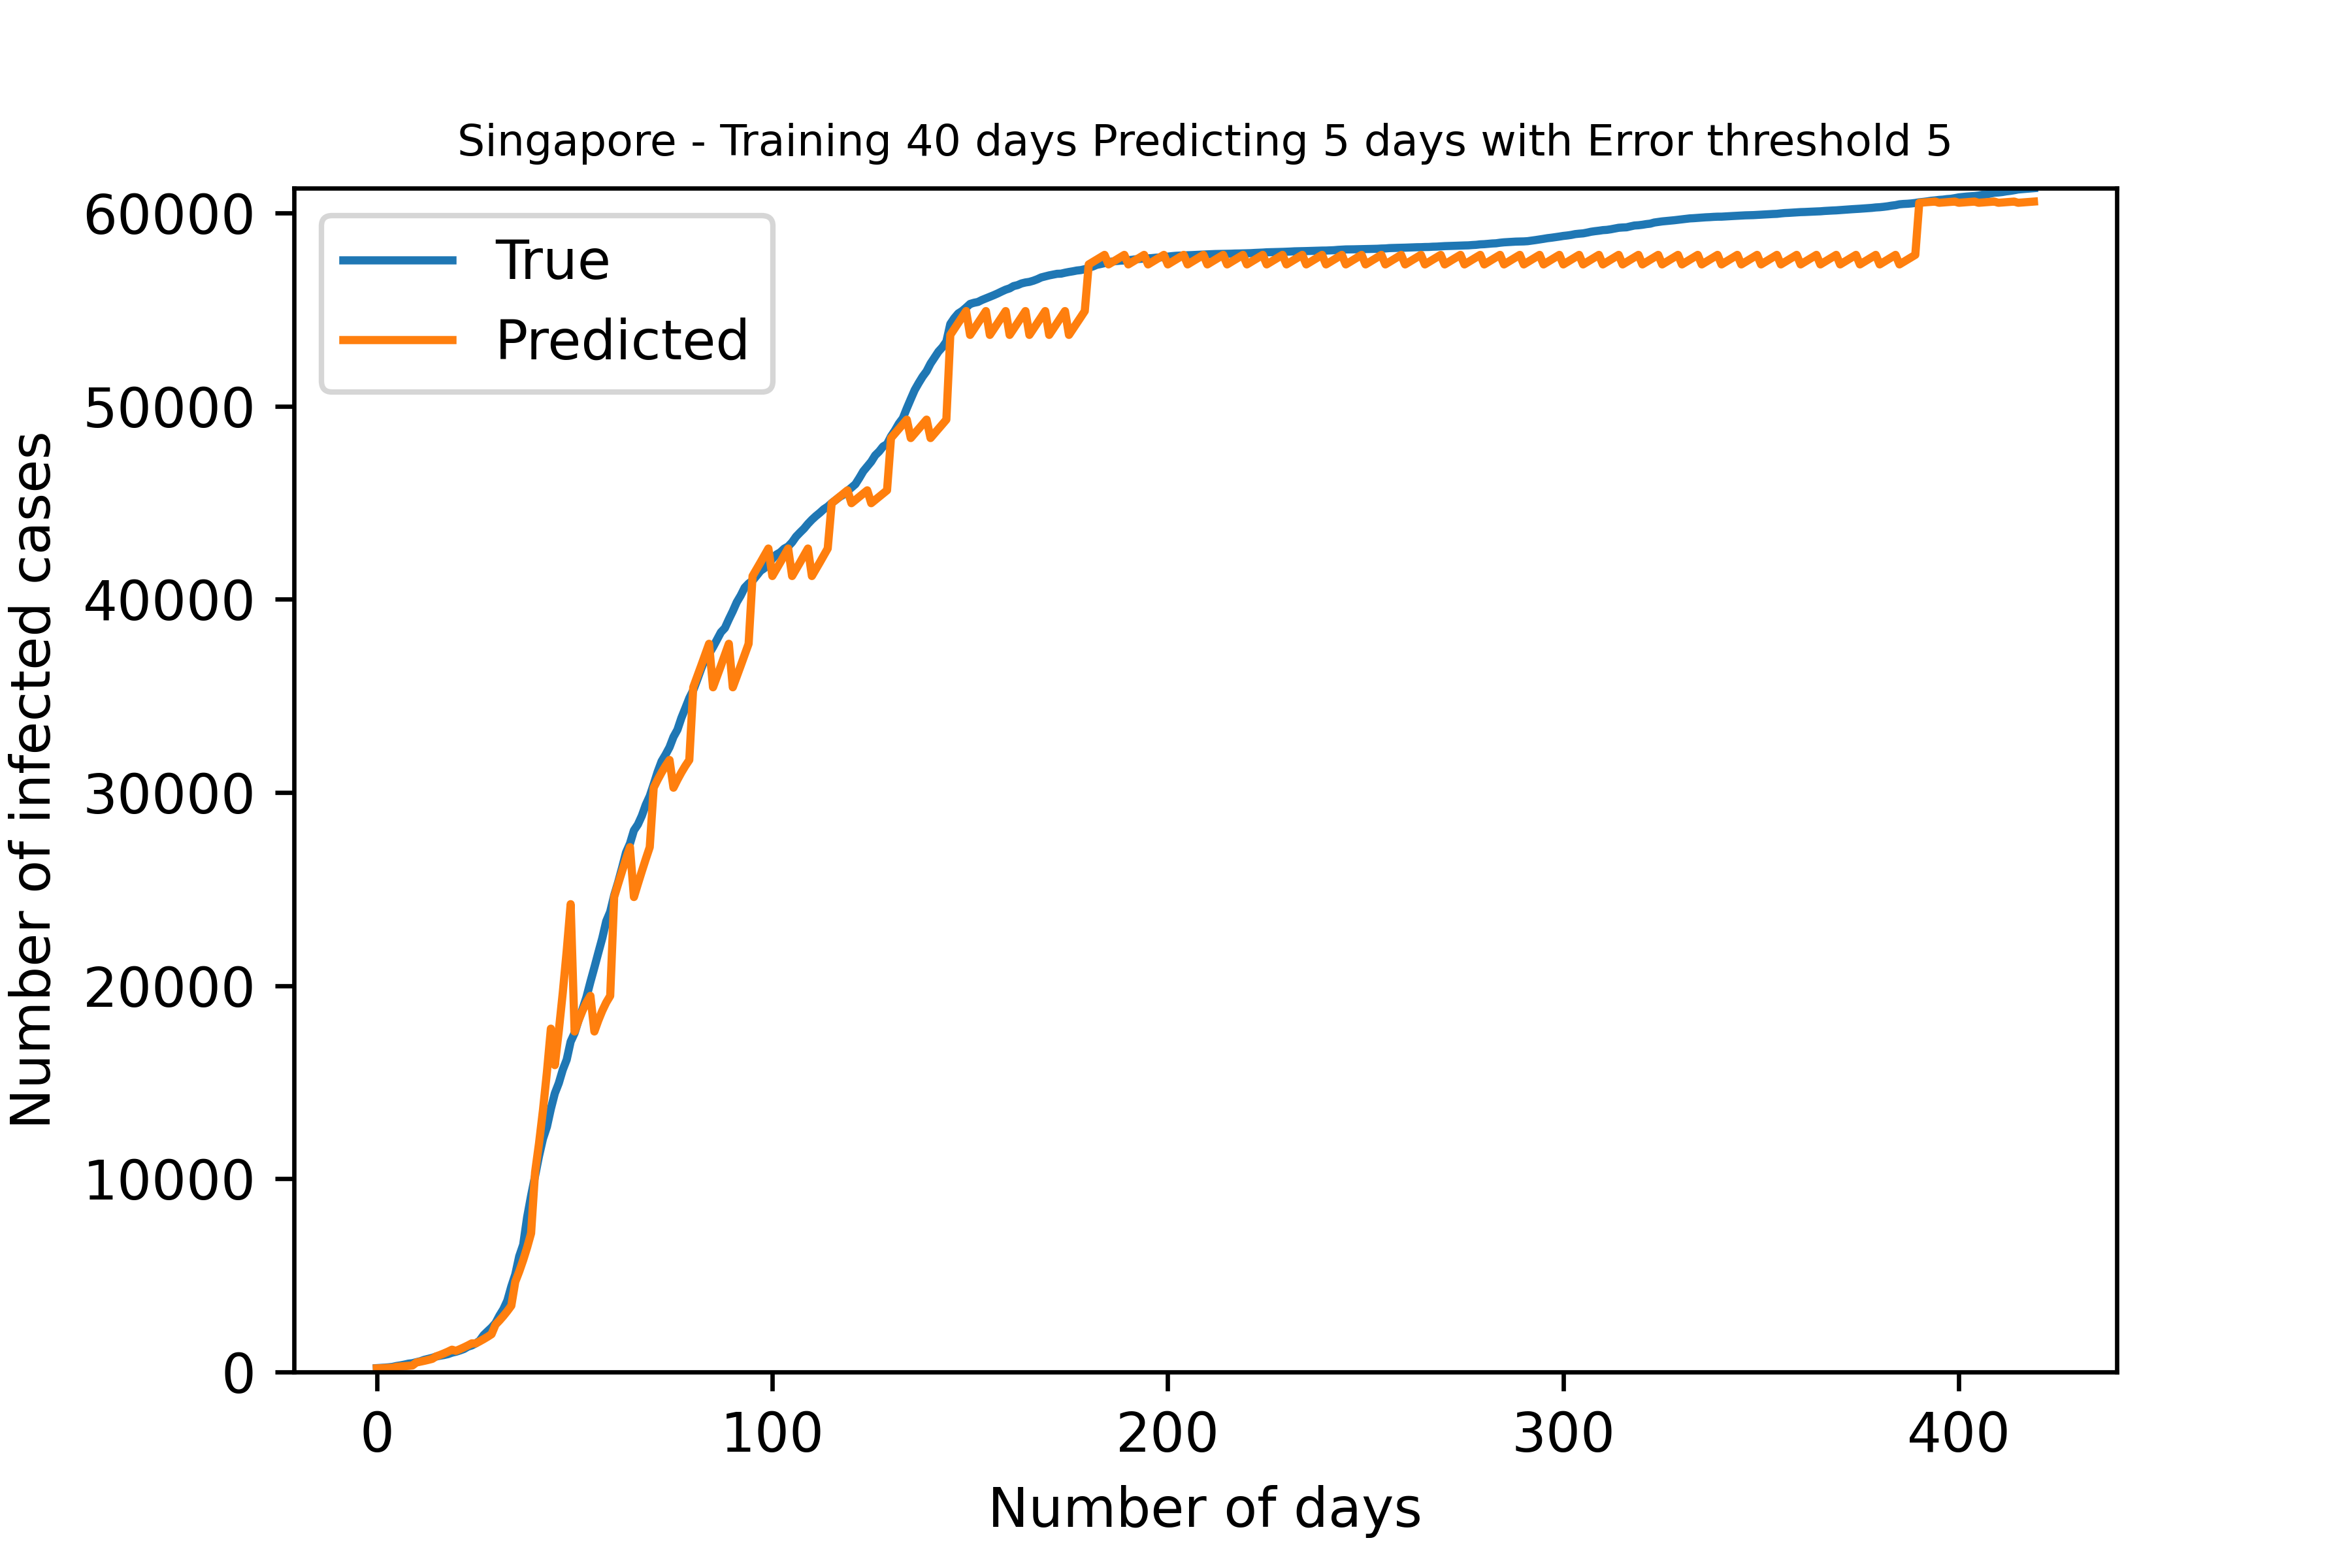 Singapore - Training 40 days Predicting 5 days with Error threshold 5
60000
50000
40000
30000
20000
10000
0
Number of infected cases
True
Predicted
0 100 200 300 400
Number of days